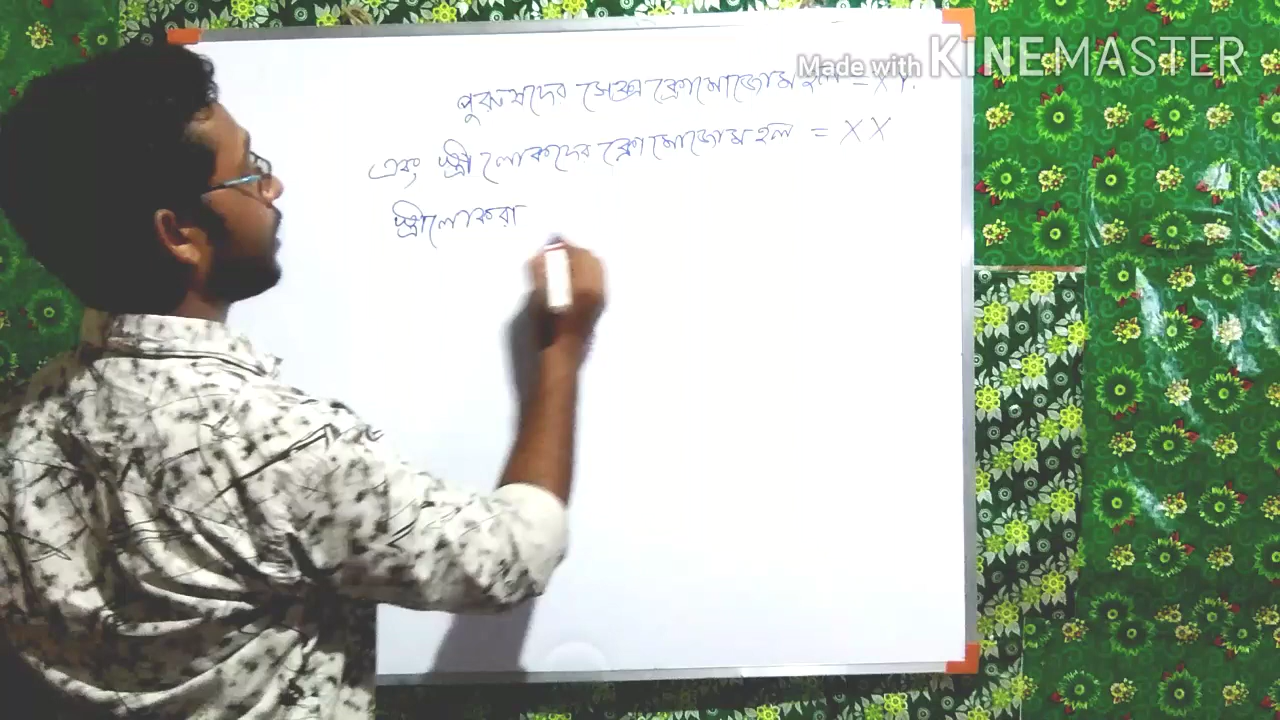 Made with KINEMASTER
পুরুষদের সেক্স ক্রোমোজোম হল = XY.
এবং স্ত্রী লোকদের ক্রোমোজোম হল = XX
স্ত্রীলোকরা